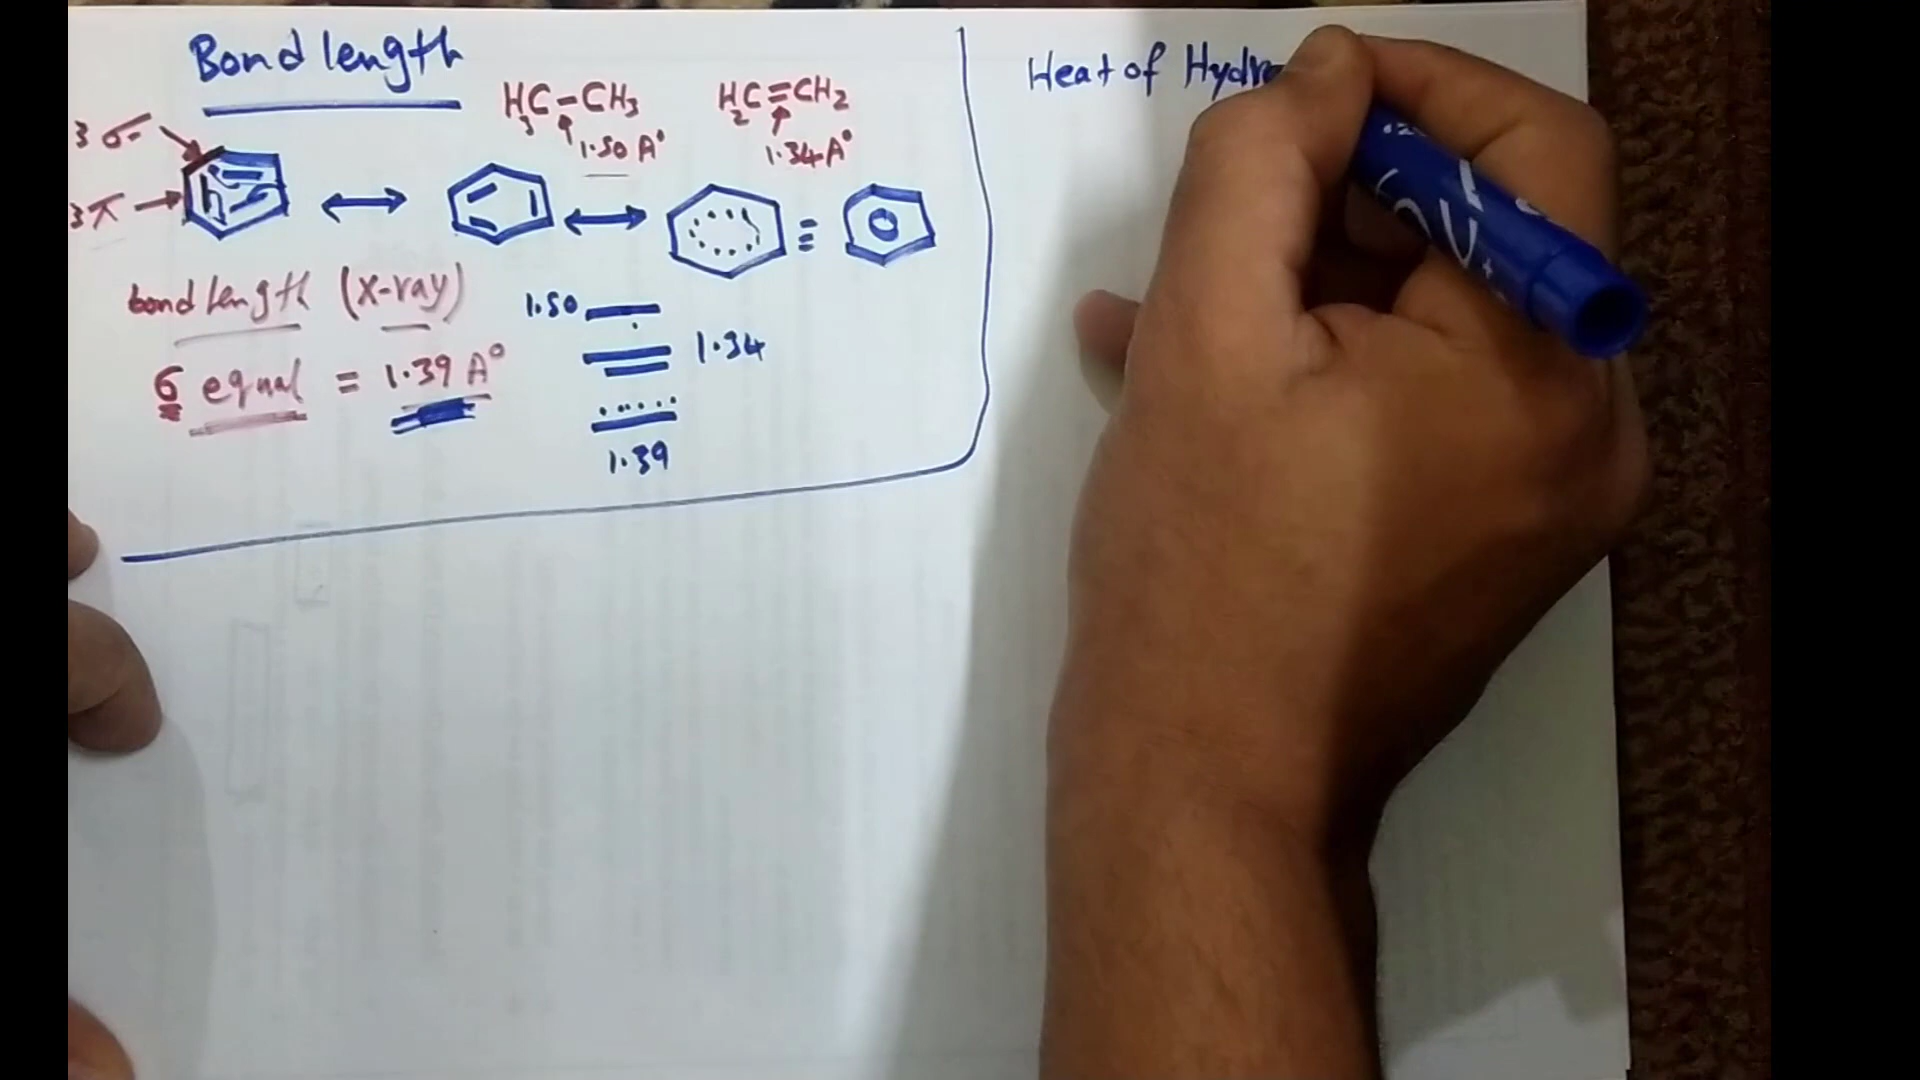 Bond length
H3C-CH3
1.50 A°
H2C=CH2
1.34 A°
3 σ
3 π
≡
bond length (X-ray)
6 equal = 1.39 A°
1.50
1.34
1.39
Heat of Hydro